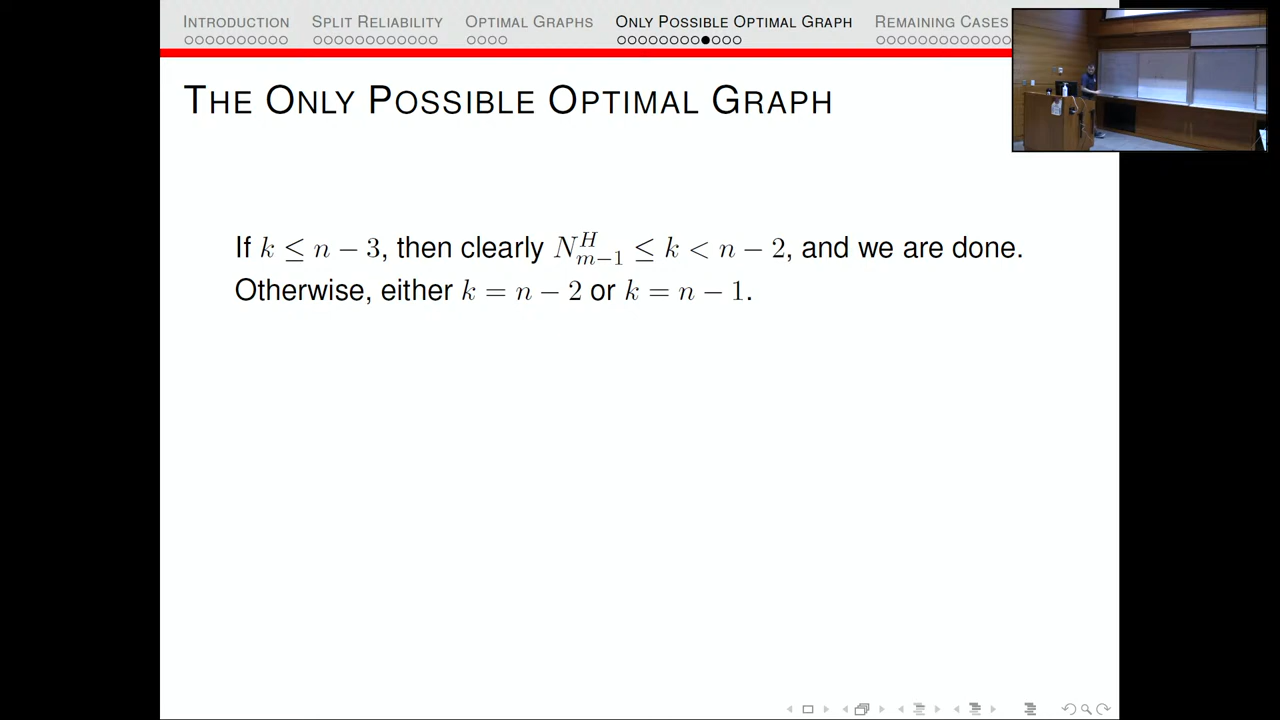 INTRODUCTION SPLIT RELIABILITY OPTIMAL GRAPHS ONLY POSSIBLE OPTIMAL GRAPH REMAINING CASES
THE ONLY POSSIBLE OPTIMAL GRAPH
If k ≤ n − 3, then clearly N^H_{m−1} ≤ k < n − 2, and we are done.
Otherwise, either k = n − 2 or k = n − 1.